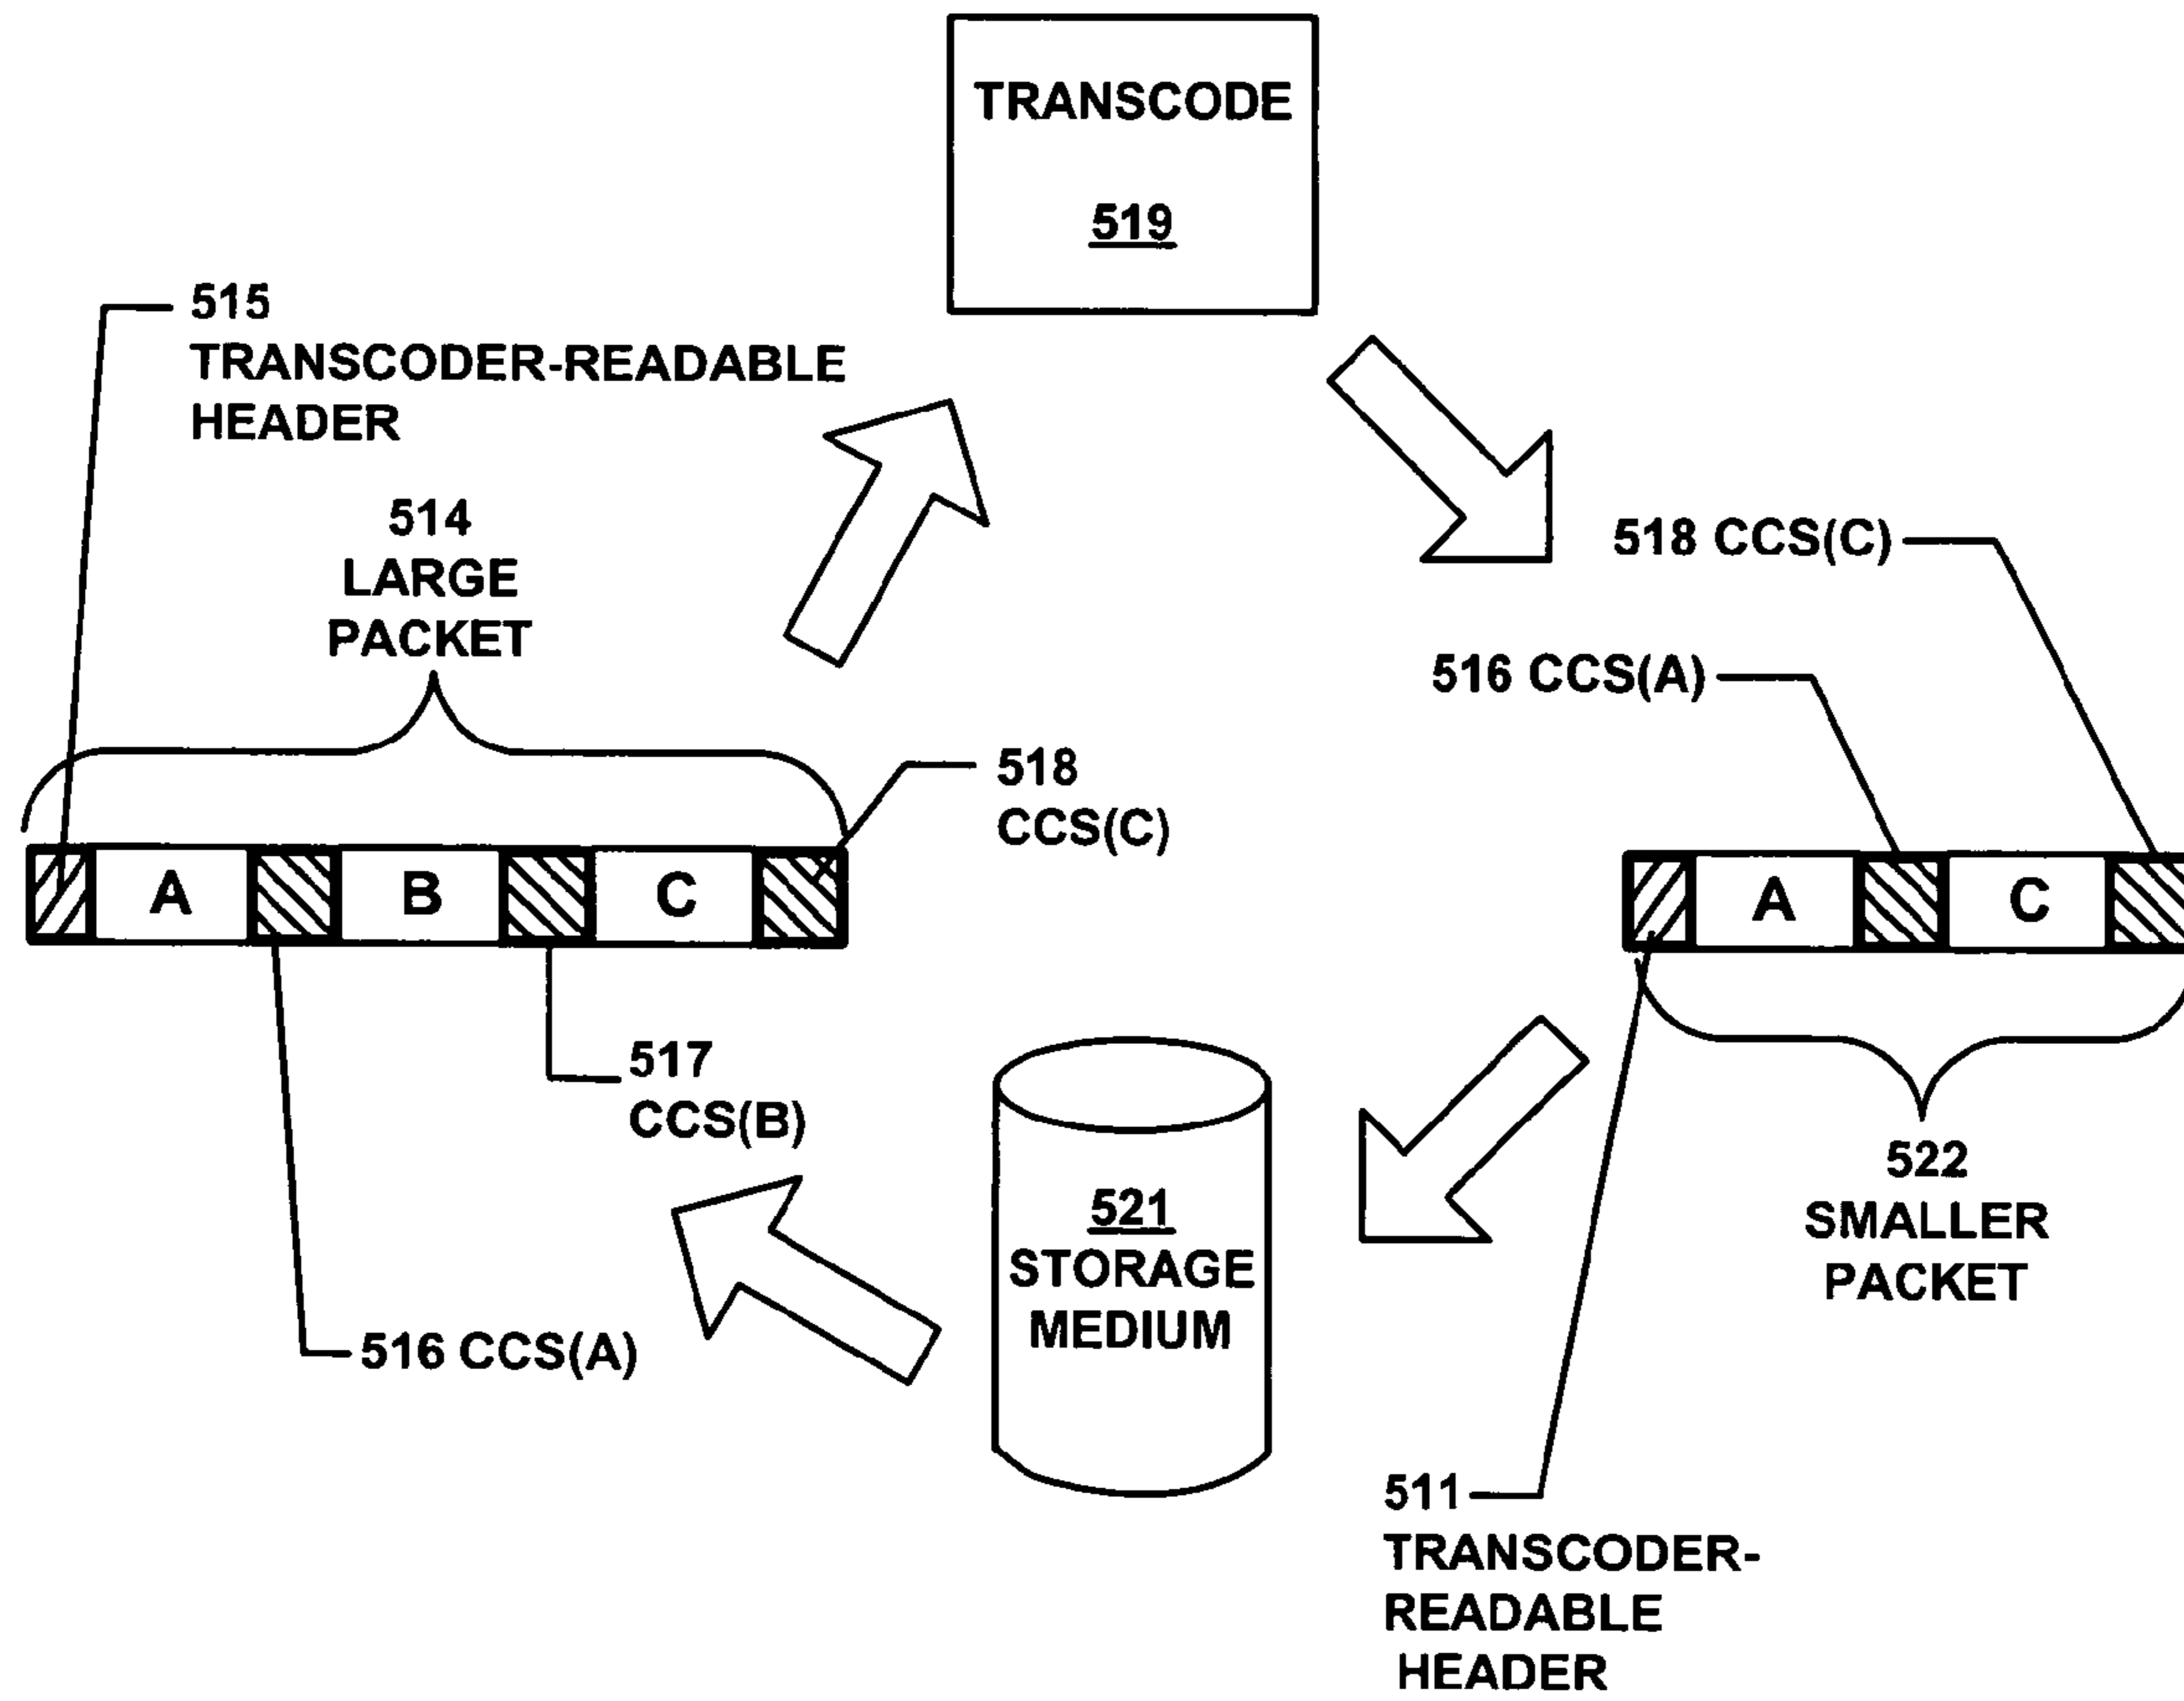 TRANSCODE
519
515
TRANSCODER-READABLE
HEADER
514
LARGE
PACKET
518 CCS(C)
516 CCS(A)
518
CCS(C)
A
B
C
A
C
517
CCS(B)
521
STORAGE
MEDIUM
522
SMALLER
PACKET
516 CCS(A)
511
TRANSCODER-
READABLE
HEADER